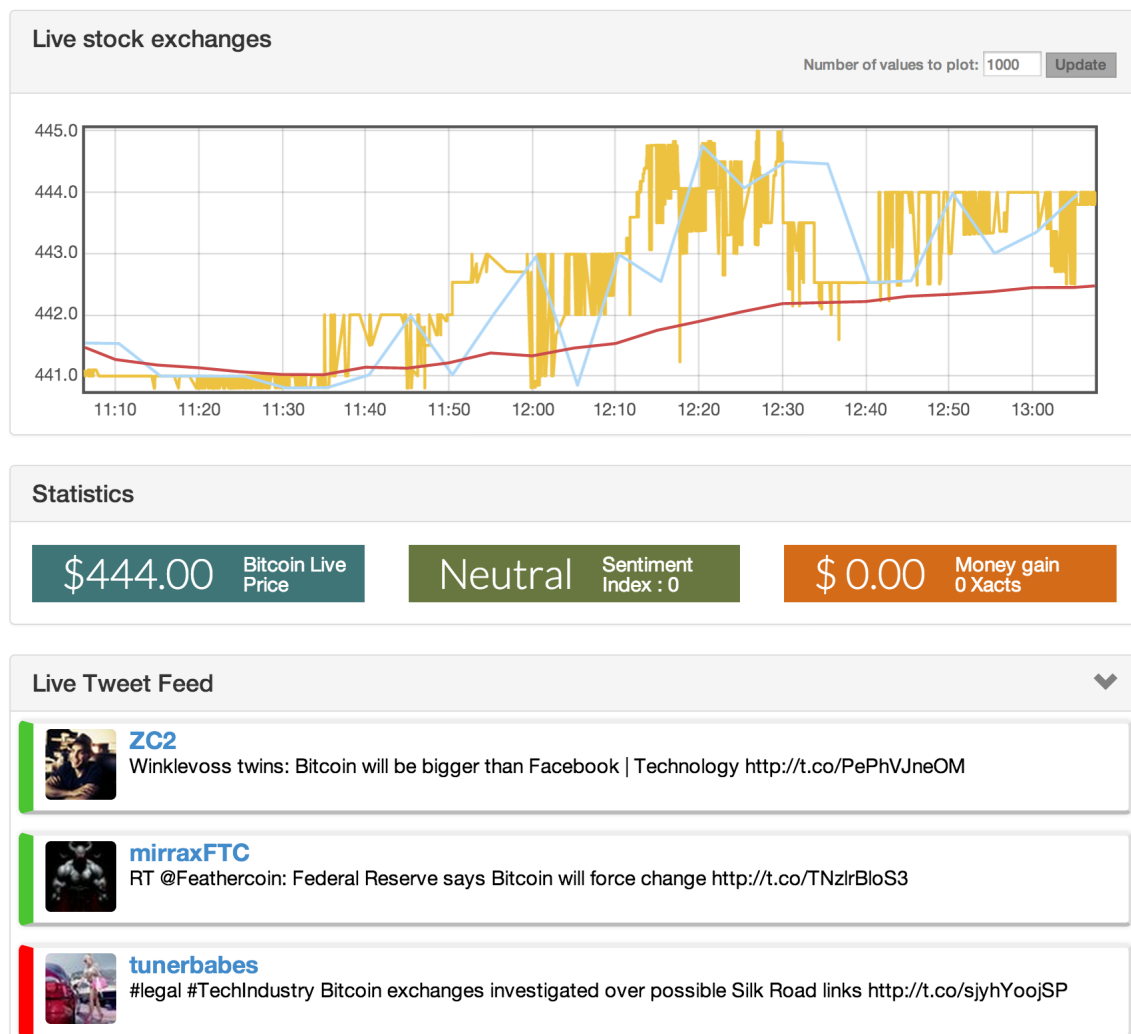 Live stock exchanges
Number of values to plot: 1000 Update
445.0
444.0
443.0
442.0
441.0
11:10 11:20 11:30 11:40 11:50 12:00 12:10 12:20 12:30 12:40 12:50 13:00
Statistics
$444.00 Bitcoin Live Price
Neutral Sentiment Index : 0
$ 0.00 Money gain 0 Xacts
Live Tweet Feed
ZC2
Winklevoss twins: Bitcoin will be bigger than Facebook | Technology http://t.co/PePhVJneOM
mirraxFTC
RT @Feathercoin: Federal Reserve says Bitcoin will force change http://t.co/TNzlrBloS3
tunerbabes
#legal #TechIndustry Bitcoin exchanges investigated over possible Silk Road links http://t.co/sjyhYoojSP